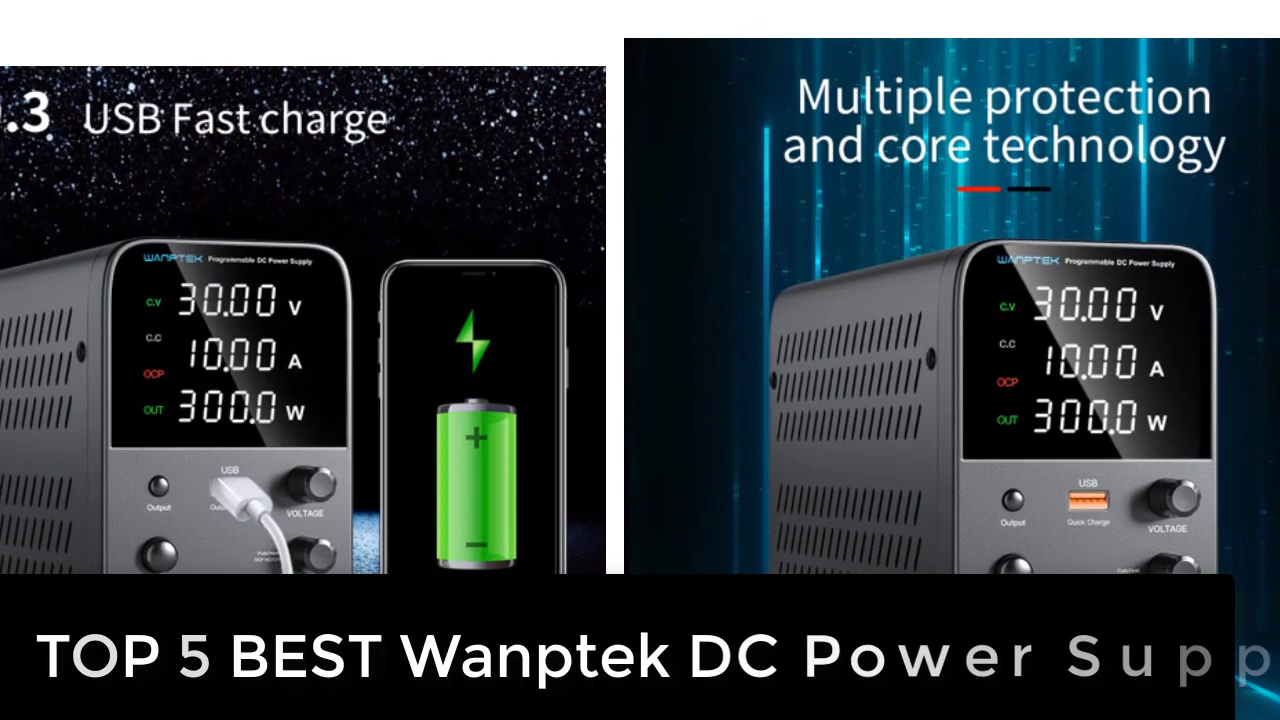 .3 USB Fast charge
WANPTEK Programmable DC Power Supply
C.V 30.00 V
C.C 10.00 A
OCP
OUT 300.0 W
USB
Output
VOLTAGE
+
Multiple protection
and core technology
WANPTEK Programmable DC Power Supply
C.V 30.00 V
C.C 10.00 A
OCP
OUT 300.0 W
USB
Output
Quick Charge
VOLTAGE
TOP 5 BEST Wanptek DC Power Supp